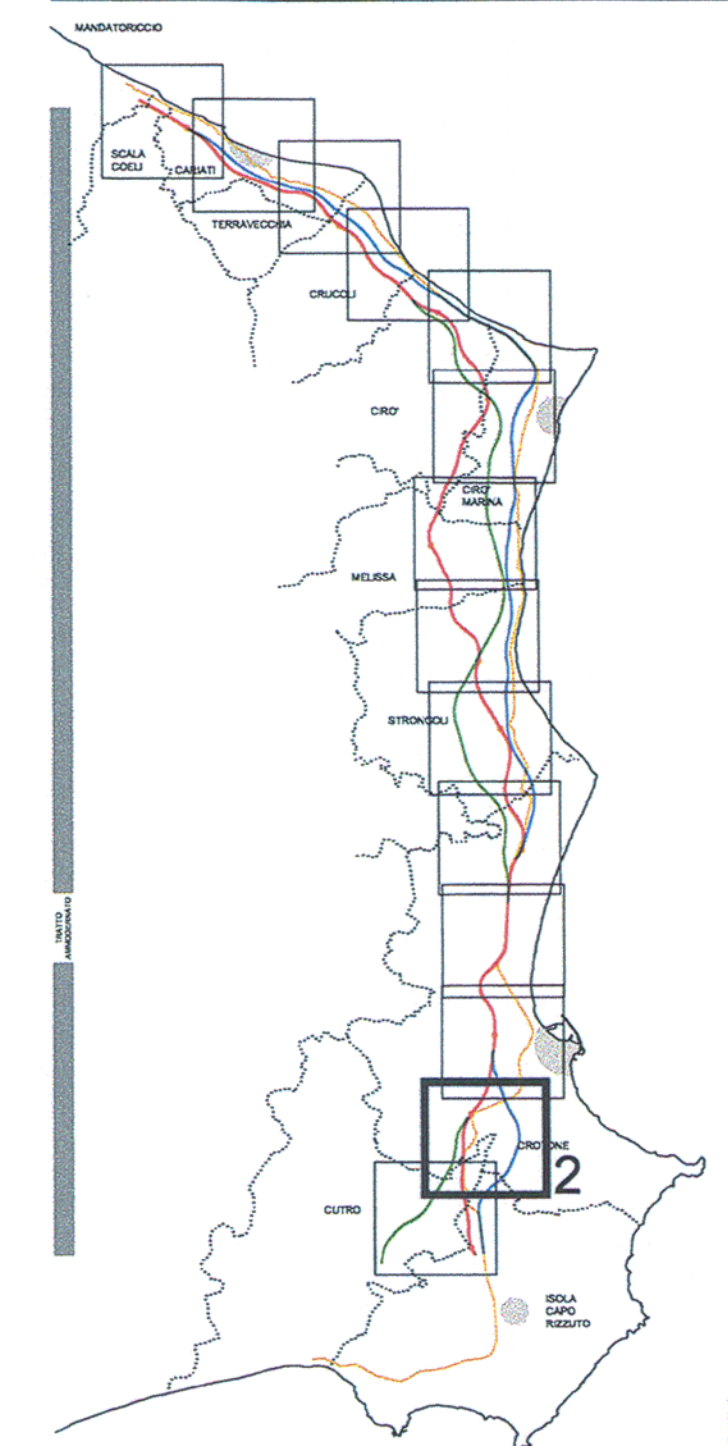 MANDATORICCIO
SCALA
COELI
CARIATI
TERRAVECCHIA
CRUCOLI
CIRO'
CIRO'
MARINA
MELISSA
STRONGOLI
TRATTO
AMMODERNATO
CROTONE
2
CUTRO
ISOLA
CAPO
RIZZUTO